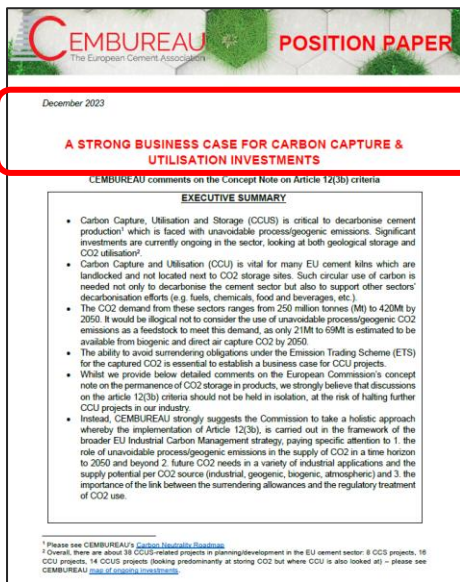 CEMBUREAU
The European Cement Association
POSITION PAPER
December 2023
A STRONG BUSINESS CASE FOR CARBON CAPTURE &
UTILISATION INVESTMENTS
CEMBUREAU comments on the Concept Note on Article 12(3b) criteria
EXECUTIVE SUMMARY
• Carbon Capture, Utilisation and Storage (CCUS) is critical to decarbonise cement
production¹ which is faced with unavoidable process/geogenic emissions. Significant
investments are currently ongoing in the sector, looking at both geological storage and
CO2 utilisation².
• Carbon Capture and Utilisation (CCU) is vital for many EU cement kilns which are
landlocked and not located next to CO2 storage sites. Such circular use of carbon is
needed not only to decarbonise the cement sector but also to support other sectors'
decarbonisation efforts (e.g. fuels, chemicals, food and beverages, etc.).
• The CO2 demand from these sectors ranges from 250 million tonnes (Mt) to 420Mt by
2050. It would be illogical not to consider the use of unavoidable process/geogenic CO2
emissions as a feedstock to meet this demand, as only 21Mt to 69Mt is estimated to be
available from biogenic and direct air capture CO2 by 2050.
• The ability to avoid surrendering obligations under the Emission Trading Scheme (ETS)
for the captured CO2 is essential to establish a business case for CCU projects.
• Whilst we provide below detailed comments on the European Commission's concept
note on the permanence of CO2 storage in products, we strongly believe that discussions
on the article 12(3b) criteria should not be held in isolation, at the risk of halting further
CCU projects in our industry.
• Instead, CEMBUREAU strongly suggests the Commission to take a holistic approach
whereby the implementation of Article 12(3b), is carried out in the framework of the
broader EU Industrial Carbon Management strategy, paying specific attention to 1. the
role of unavoidable process/geogenic emissions in the supply of CO2 in a time horizon
to 2050 and beyond 2. future CO2 needs in a variety of industrial applications and the
supply potential per CO2 source (industrial, geogenic, biogenic, atmospheric) and 3. the
importance of the link between the surrendering allowances and the regulatory treatment
of CO2 use.
¹ Please see CEMBUREAU's Carbon Neutrality Roadmap.
² Overall, there are about 38 CCUS-related projects in planning/development in the EU cement sector: 8 CCS projects, 16
CCU projects, 14 CCUS projects (looking predominantly at storing CO2 but where CCU is also looked at) – please see
CEMBUREAU map of ongoing investments.